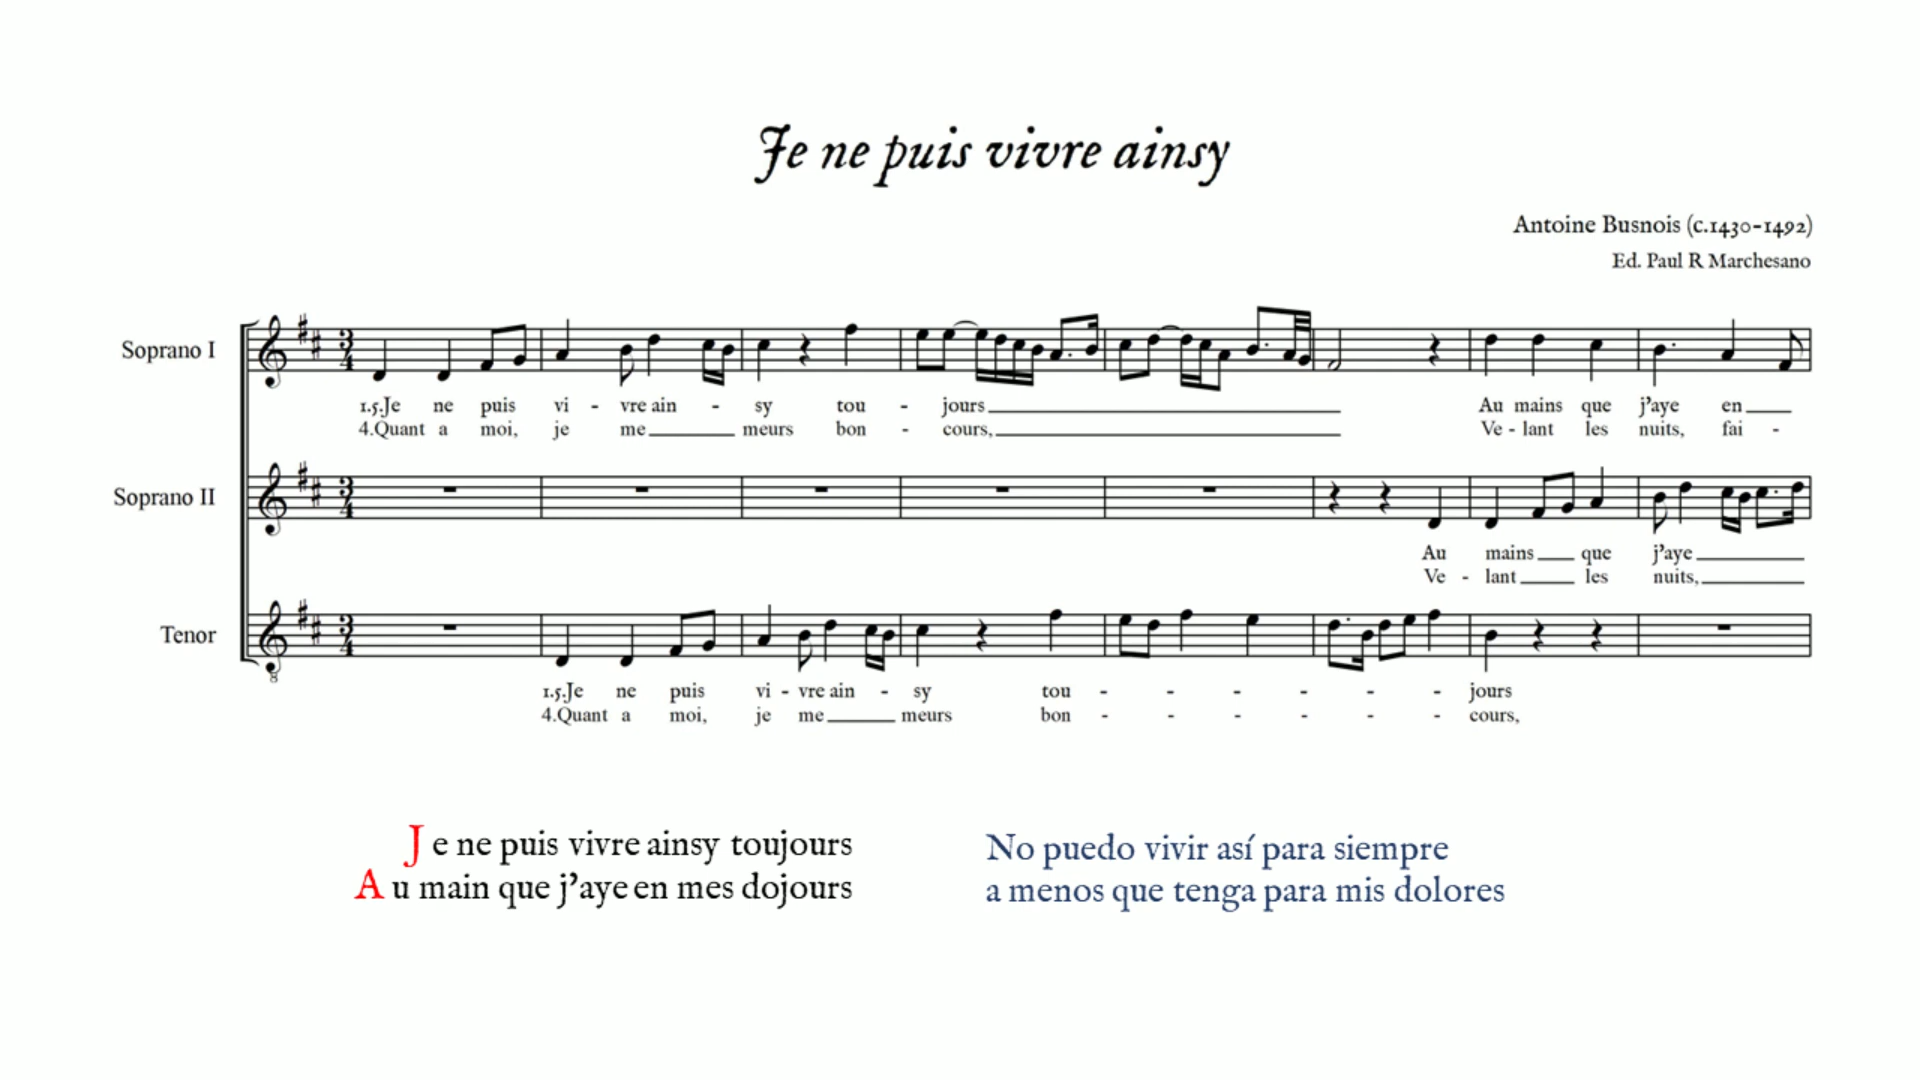 Je ne puis vivre ainsy
Antoine Busnois (c.1430-1492)
Ed. Paul R Marchesano
Soprano I
1.5.Je ne puis vi - vre ain - sy tou - jours Au mains que j'aye en
4.Quant a moi, je me meurs bon - cours, Ve - lant les nuits, fai -
Soprano II
Au mains que j'aye
Ve - lant les nuits,
Tenor
8
1.5.Je ne puis vi - vre ain - sy tou - - - - - - jours
4.Quant a moi, je me meurs bon - - - - - - cours,
Je ne puis vivre ainsy toujours
Au main que j'aye en mes dojours
No puedo vivir así para siempre
a menos que tenga para mis dolores